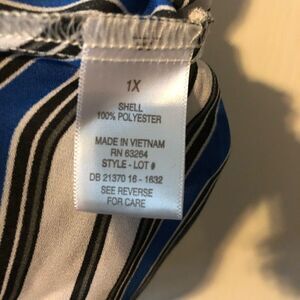 1X
SHELL
100% POLYESTER
MADE IN VIETNAM
RN 63264
STYLE - LOT #
DB 21370 16 - 1632
SEE REVERSE
FOR CARE